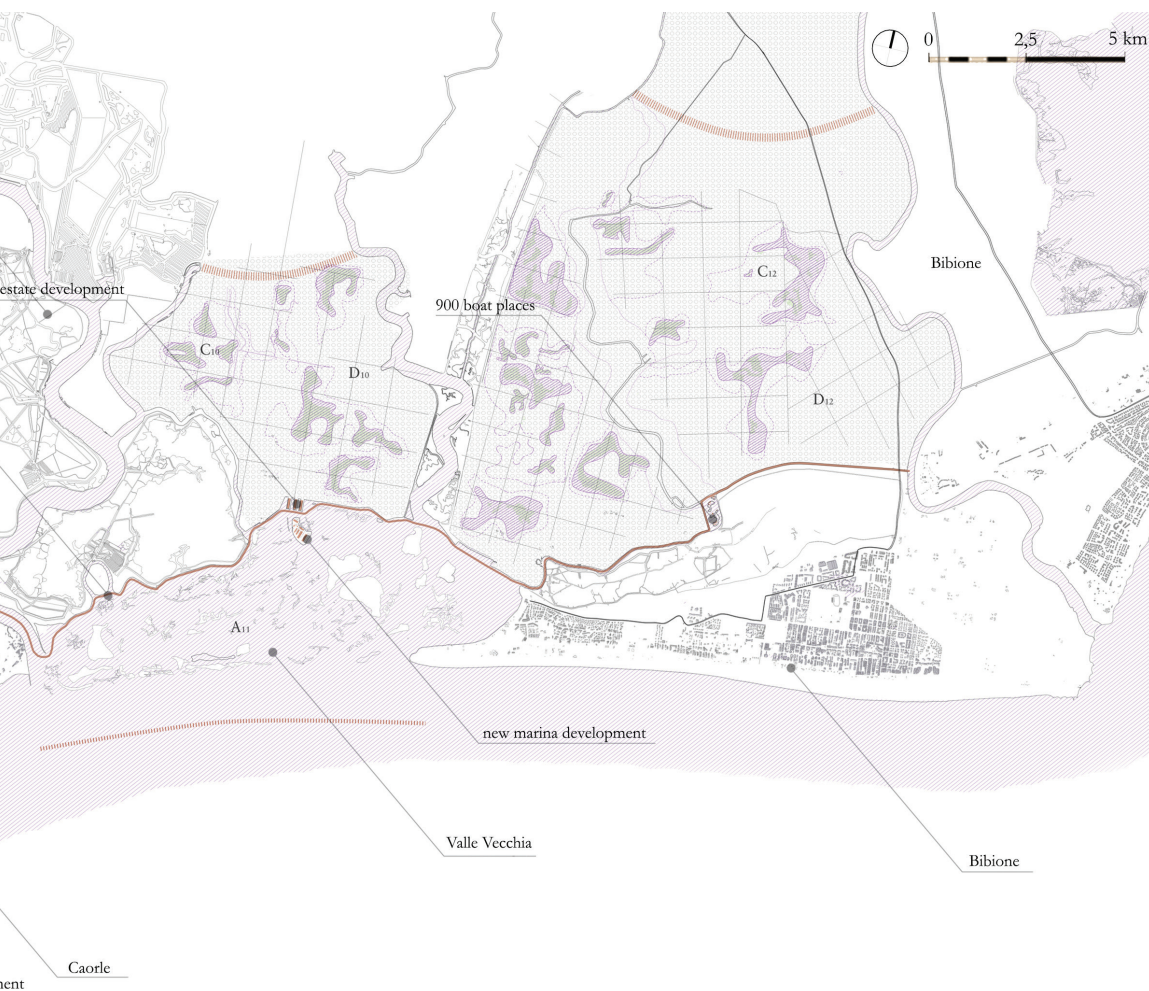 0 2,5 5 km
Bibione
C12
estate development
900 boat places
C10
D10
D12
A11
new marina development
Valle Vecchia
Bibione
Caorle
ment